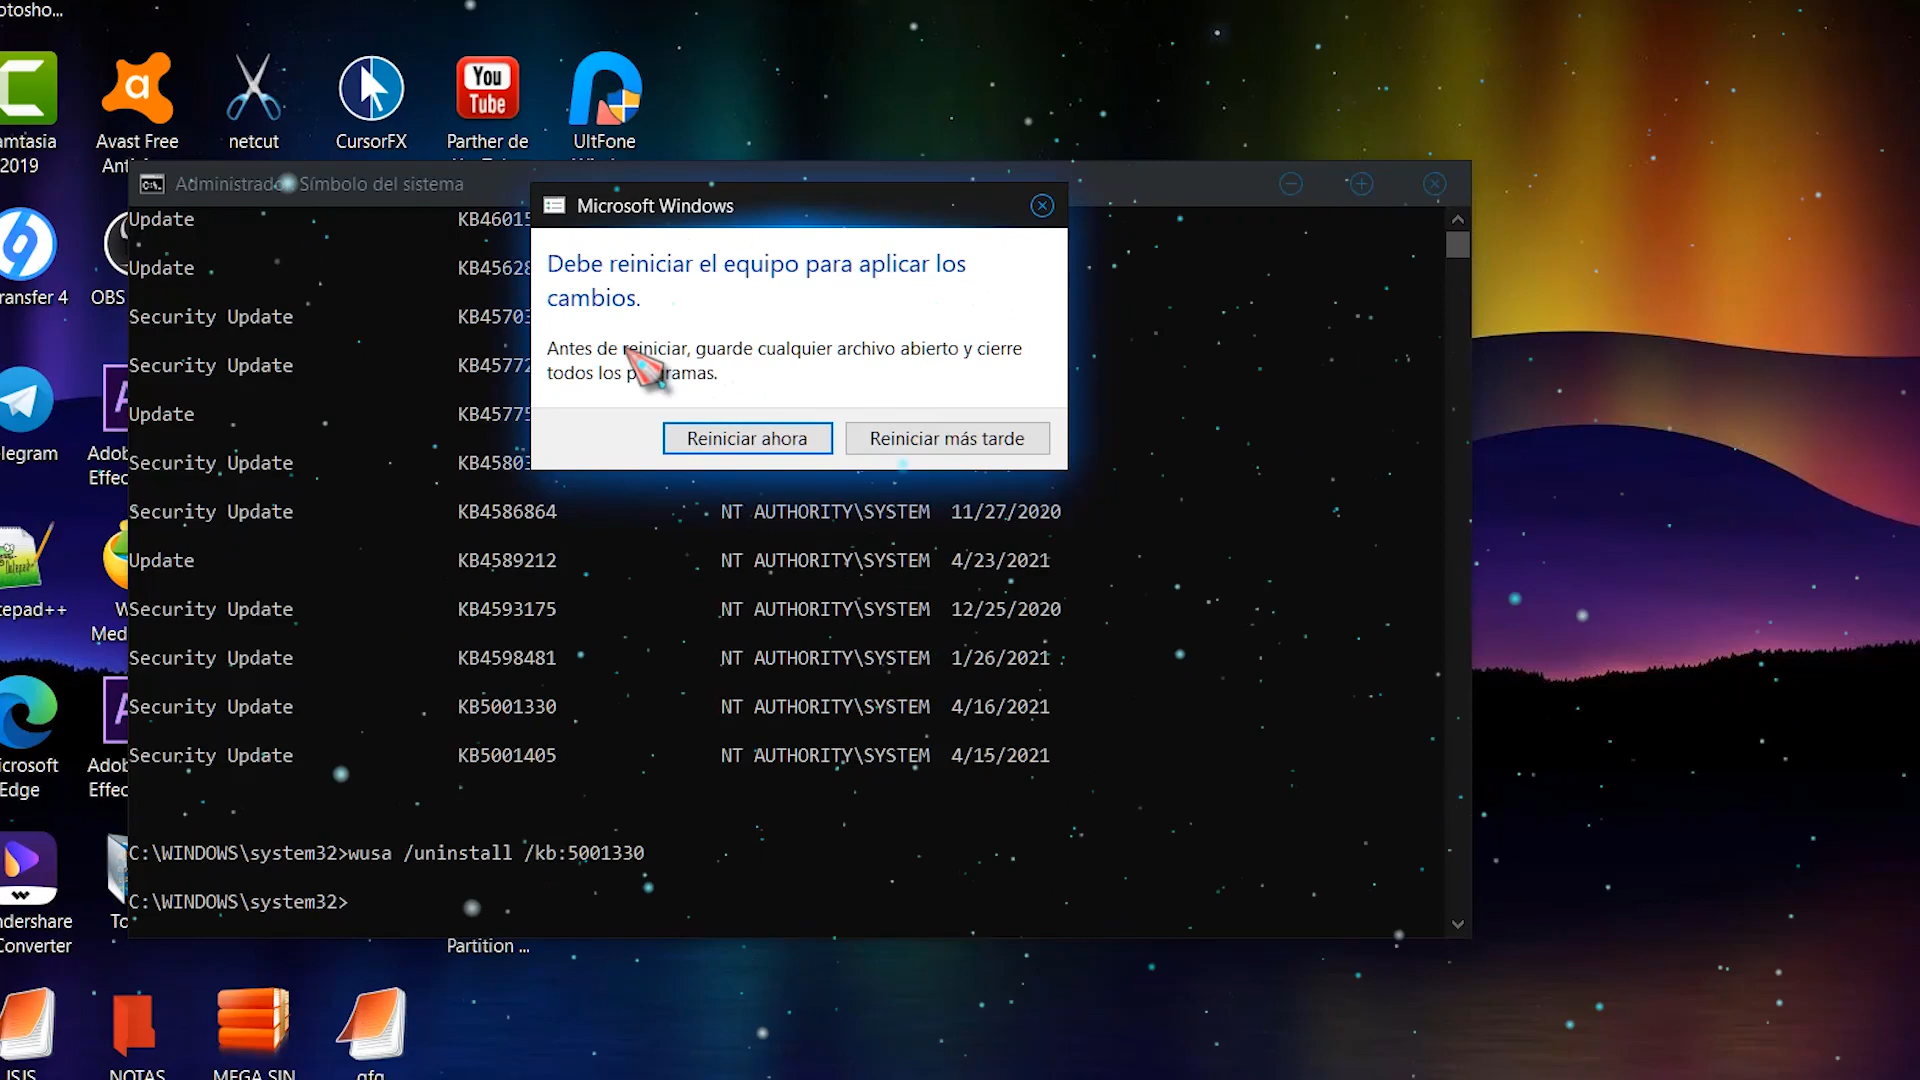 otosho...
amtasia
2019
Avast Free
netcut
CursorFX
You
Tube
Parther de
UltFone
Símbolo del sistema
Microsoft Windows
Debe reiniciar el equipo para aplicar los
cambios.
Antes de reiniciar, guarde cualquier archivo abierto y cierre
todos los programas.
Reiniciar ahora
Reiniciar más tarde
Update KB46015
Update KB45628
Security Update KB45703
Security Update KB45772
Update KB45775
Security Update KB45803
Security Update KB4586864 NT AUTHORITY\SYSTEM 11/27/2020
Update KB4589212 NT AUTHORITY\SYSTEM 4/23/2021
Security Update KB4593175 NT AUTHORITY\SYSTEM 12/25/2020
Security Update KB4598481 NT AUTHORITY\SYSTEM 1/26/2021
Security Update KB5001330 NT AUTHORITY\SYSTEM 4/16/2021
Security Update KB5001405 NT AUTHORITY\SYSTEM 4/15/2021
C:\WINDOWS\system32>wusa /uninstall /kb:5001330
C:\WINDOWS\system32>
ransfer 4
OBS
legram
Adob
Effec
tepad++
W
Med
icrosoft
Edge
Adob
Effec
ndershare
Converter
To
Partition ...
ISIS
NOTAS
MEGA SIN